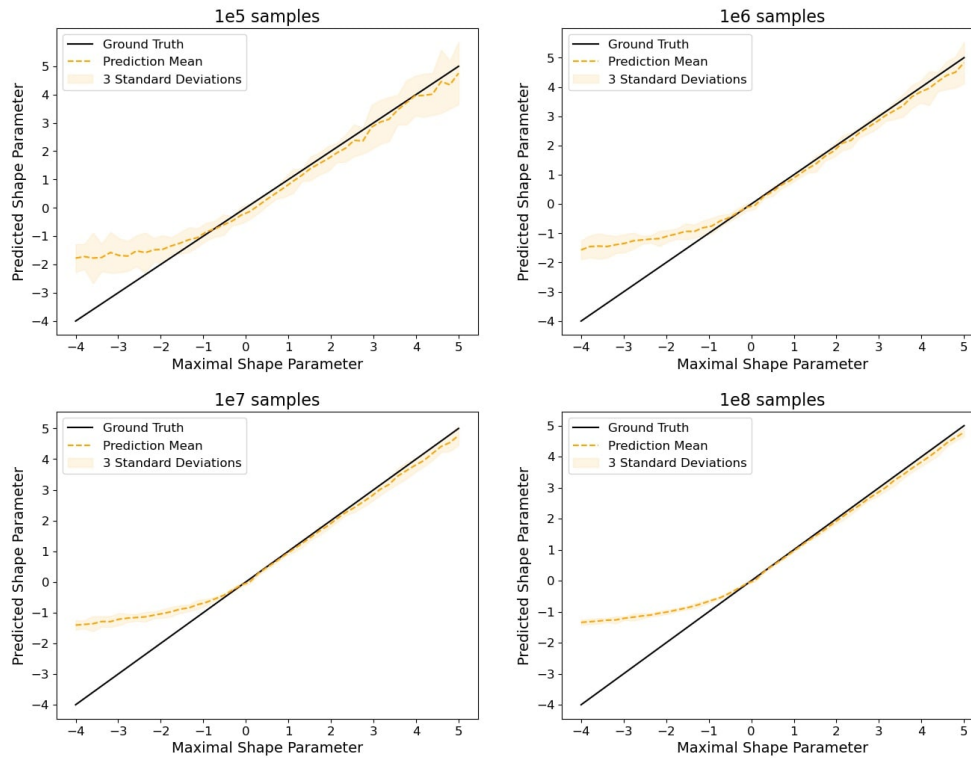 1e5 samples
Ground Truth
Prediction Mean
3 Standard Deviations
5
4
3
2
1
0
−1
−2
−3
−4
Predicted Shape Parameter
−4 −3 −2 −1 0 1 2 3 4 5
Maximal Shape Parameter
1e6 samples
Ground Truth
Prediction Mean
3 Standard Deviations
5
4
3
2
1
0
−1
−2
−3
−4
Predicted Shape Parameter
−4 −3 −2 −1 0 1 2 3 4 5
Maximal Shape Parameter
1e7 samples
Ground Truth
Prediction Mean
3 Standard Deviations
5
4
3
2
1
0
−1
−2
−3
−4
Predicted Shape Parameter
−4 −3 −2 −1 0 1 2 3 4 5
Maximal Shape Parameter
1e8 samples
Ground Truth
Prediction Mean
3 Standard Deviations
5
4
3
2
1
0
−1
−2
−3
−4
Predicted Shape Parameter
−4 −3 −2 −1 0 1 2 3 4 5
Maximal Shape Parameter